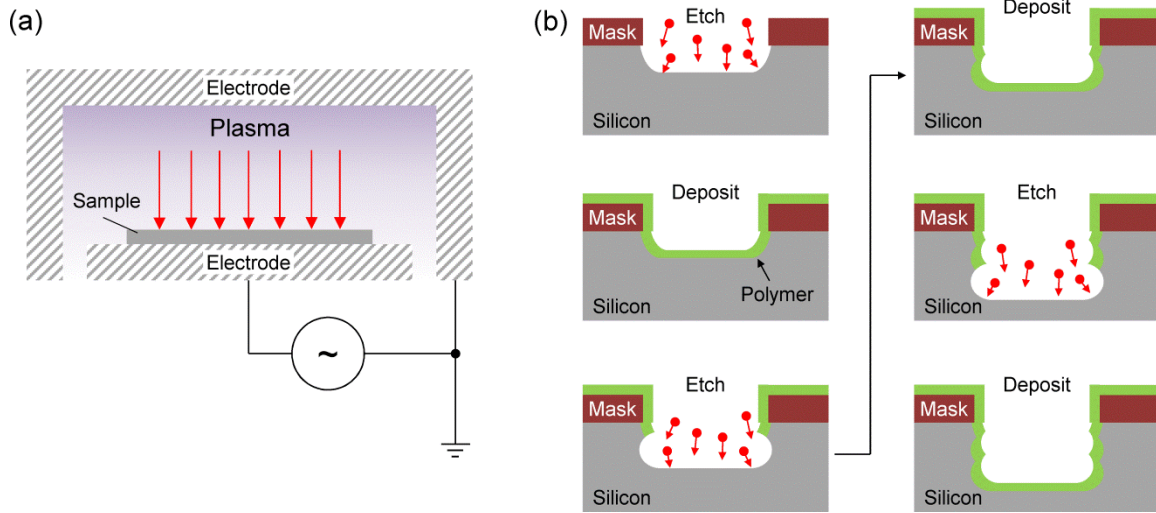 (a)
Electrode
Plasma
Sample
Electrode
~
(b)
Etch
Mask
Silicon
Deposit
Mask
Silicon
Polymer
Etch
Mask
Silicon
Deposit
Mask
Silicon
Etch
Mask
Silicon
Deposit
Mask
Silicon